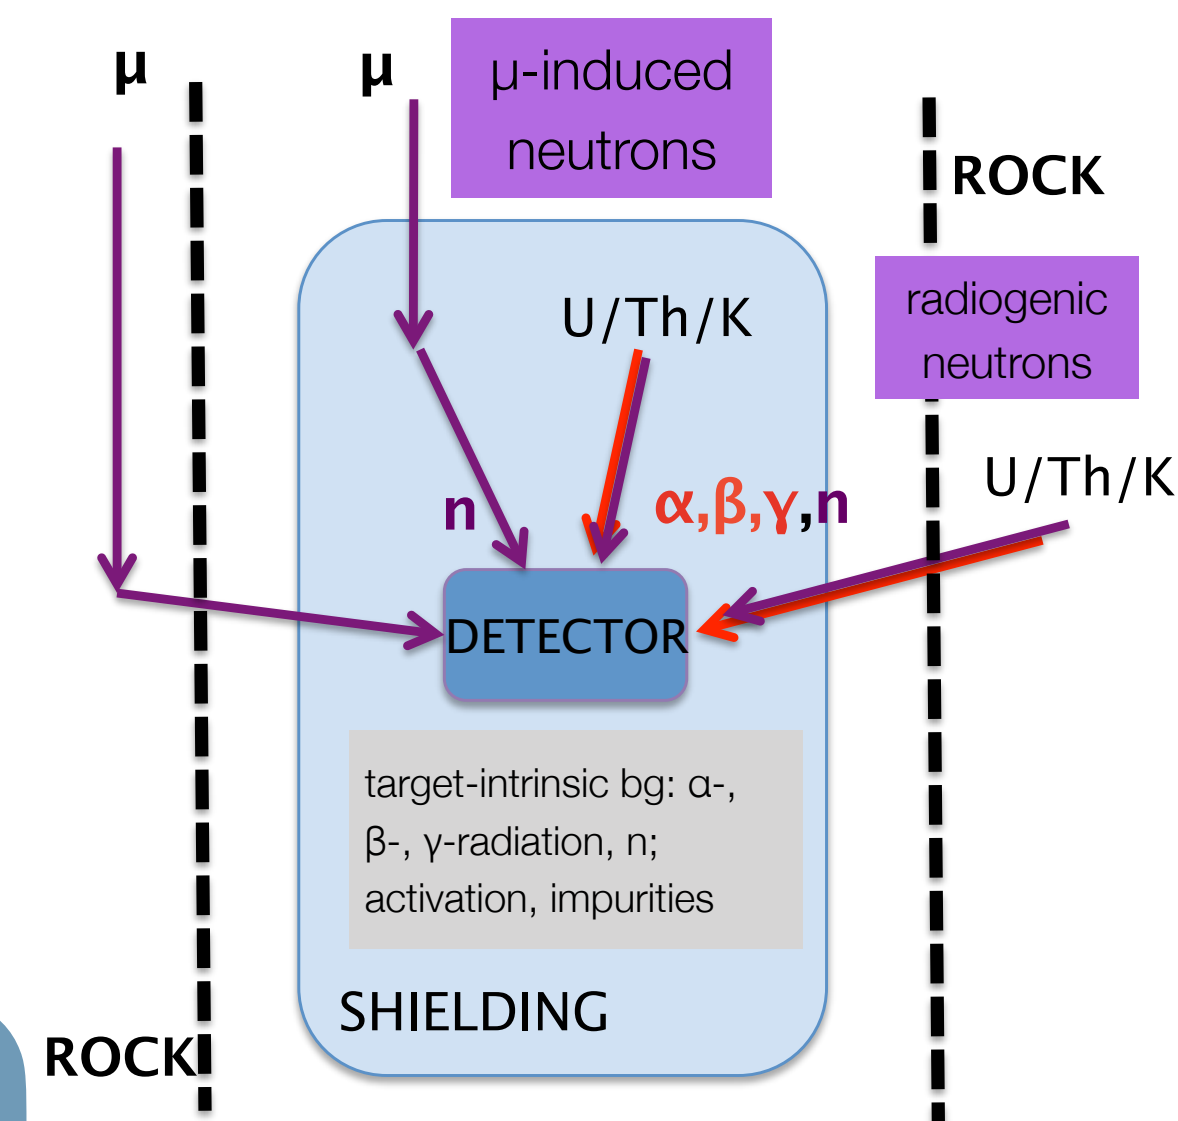 μ
μ
μ-induced
neutrons
ROCK
radiogenic
neutrons
U/Th/K
U/Th/K
n
α,β,γ,n
DETECTOR
target-intrinsic bg: α-,
β-, γ-radiation, n;
activation, impurities
SHIELDING
ROCK